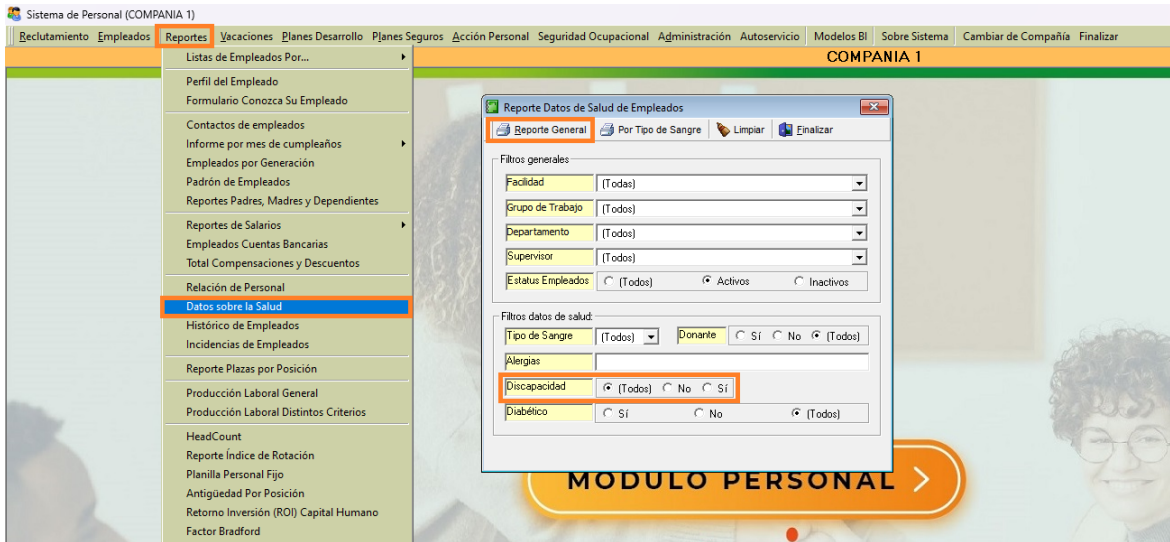 Sistema de Personal (COMPANIA 1)
Reclutamiento Empleados Reportes Vacaciones Planes Desarrollo Planes Seguros Acción Personal Seguridad Ocupacional Administración Autoservicio Modelos BI Sobre Sistema Cambiar de Compañía Finalizar
COMPANIA 1
Listas de Empleados Por...
Perfil del Empleado
Formulario Conozca Su Empleado
Contactos de empleados
Informe por mes de cumpleaños
Empleados por Generación
Padrón de Empleados
Reportes Padres, Madres y Dependientes
Reportes de Salarios
Empleados Cuentas Bancarias
Total Compensaciones y Descuentos
Relación de Personal
Datos sobre la Salud
Histórico de Empleados
Incidencias de Empleados
Reporte Plazas por Posición
Producción Laboral General
Producción Laboral Distintos Criterios
HeadCount
Reporte Índice de Rotación
Planilla Personal Fijo
Antigüedad Por Posición
Retorno Inversión (ROI) Capital Humano
Factor Bradford
Reporte Datos de Salud de Empleados
Reporte General Por Tipo de Sangre Limpiar Finalizar
Filtros generales
Facilidad (Todas)
Grupo de Trabajo (Todos)
Departamento (Todos)
Supervisor (Todos)
Estatus Empleados (Todos) Activos Inactivos
Filtros datos de salud:
Tipo de Sangre (Todos) Donante Sí No (Todos)
Alergias
Discapacidad (Todos) No Sí
Diabético Sí No (Todos)
MODULO PERSONAL